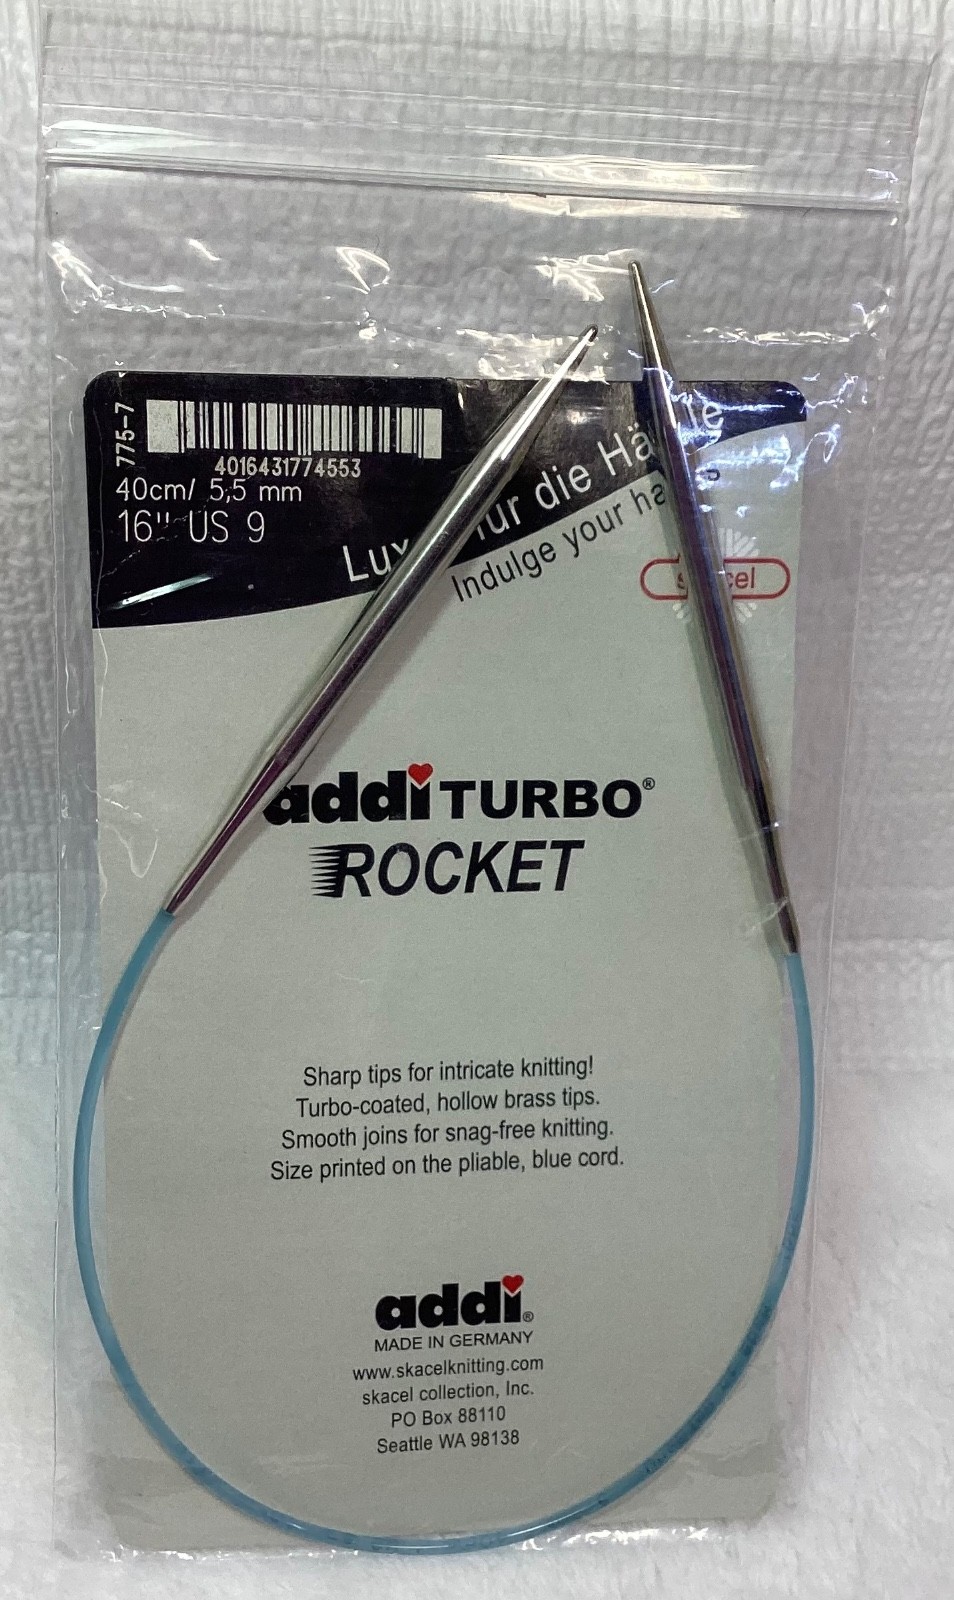 775-7
4016431774553
40cm/ 5,5 mm
16" US 9
für die
Indulge your
addi TURBO®
ROCKET
Sharp tips for intricate knitting!
Turbo-coated, hollow brass tips.
Smooth joins for snag-free knitting.
Size printed on the pliable, blue cord.
addi®
MADE IN GERMANY
www.skacelknitting.com
skacel collection, Inc.
PO Box 88110
Seattle WA 98138